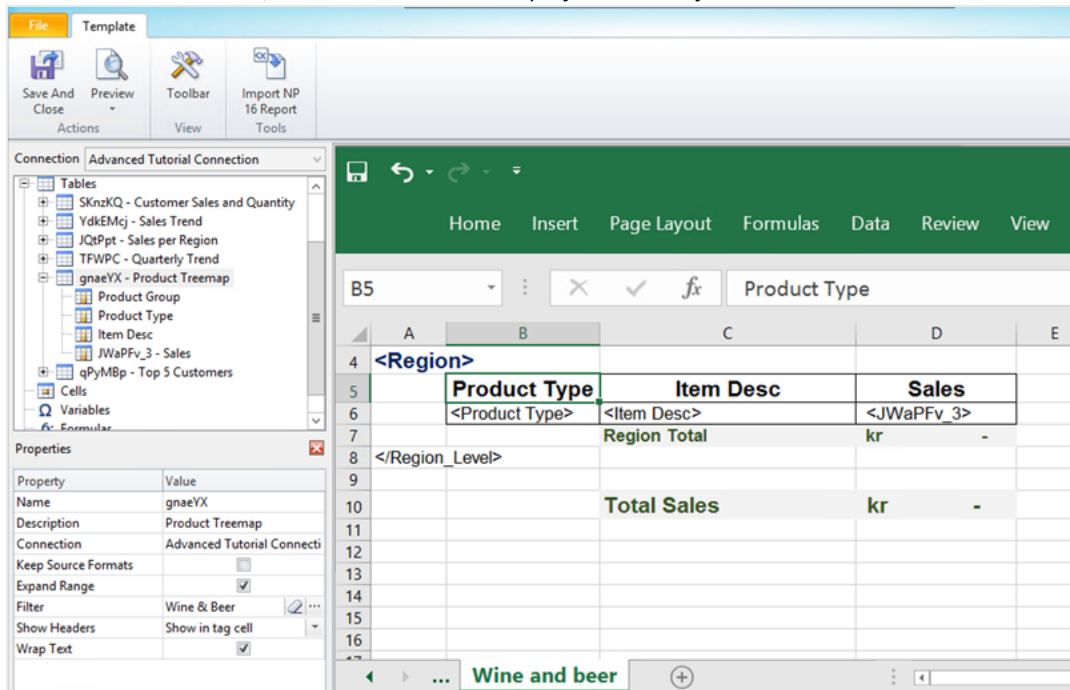 File Template
Save And Close
Preview
Toolbar
Import NP 16 Report
Actions
View
Tools
Connection Advanced Tutorial Connection
Tables
SKnzKQ - Customer Sales and Quantity
YdkEMcj - Sales Trend
JQtPpt - Sales per Region
TFWPC - Quarterly Trend
gnaeYX - Product Treemap
Product Group
Product Type
Item Desc
JWaPFv_3 - Sales
qPyMBp - Top 5 Customers
Cells
Ω Variables
Properties
Property Value
Name gnaeYX
Description Product Treemap
Connection Advanced Tutorial Connecti
Keep Source Formats
Expand Range
Filter Wine & Beer ...
Show Headers Show in tag cell
Wrap Text
Home Insert Page Layout Formulas Data Review View
B5 fx Product Type
A B C D E
4 <Region>
5 Product Type Item Desc Sales
6 <Product Type> <Item Desc> <JWaPFv_3>
7 Region Total kr -
8 </Region_Level>
9
10 Total Sales kr -
11
12
13
14
15
16
... Wine and beer